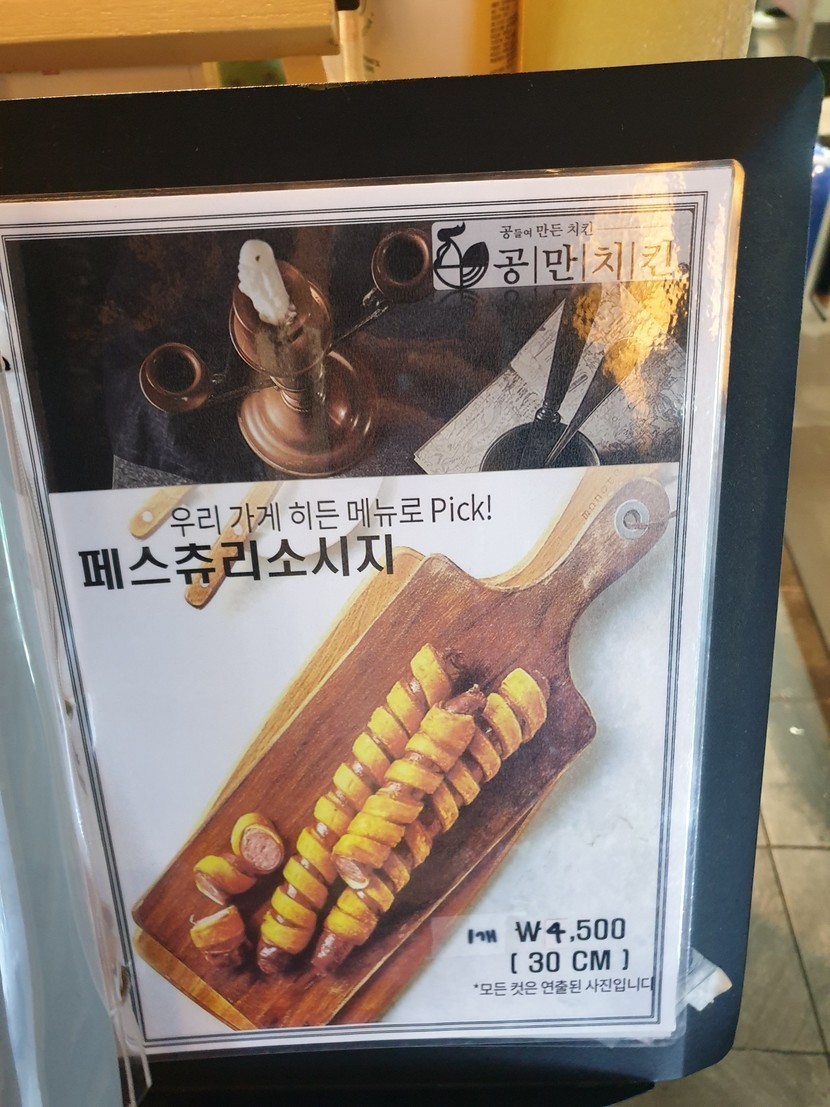 공들여 만든 치킨
공|만|치|킨
우리 가게 히든 메뉴로 Pick!
페스츄리소시지
1개 ₩4,500
( 30 CM )
*모든 컷은 연출된 사진입니다